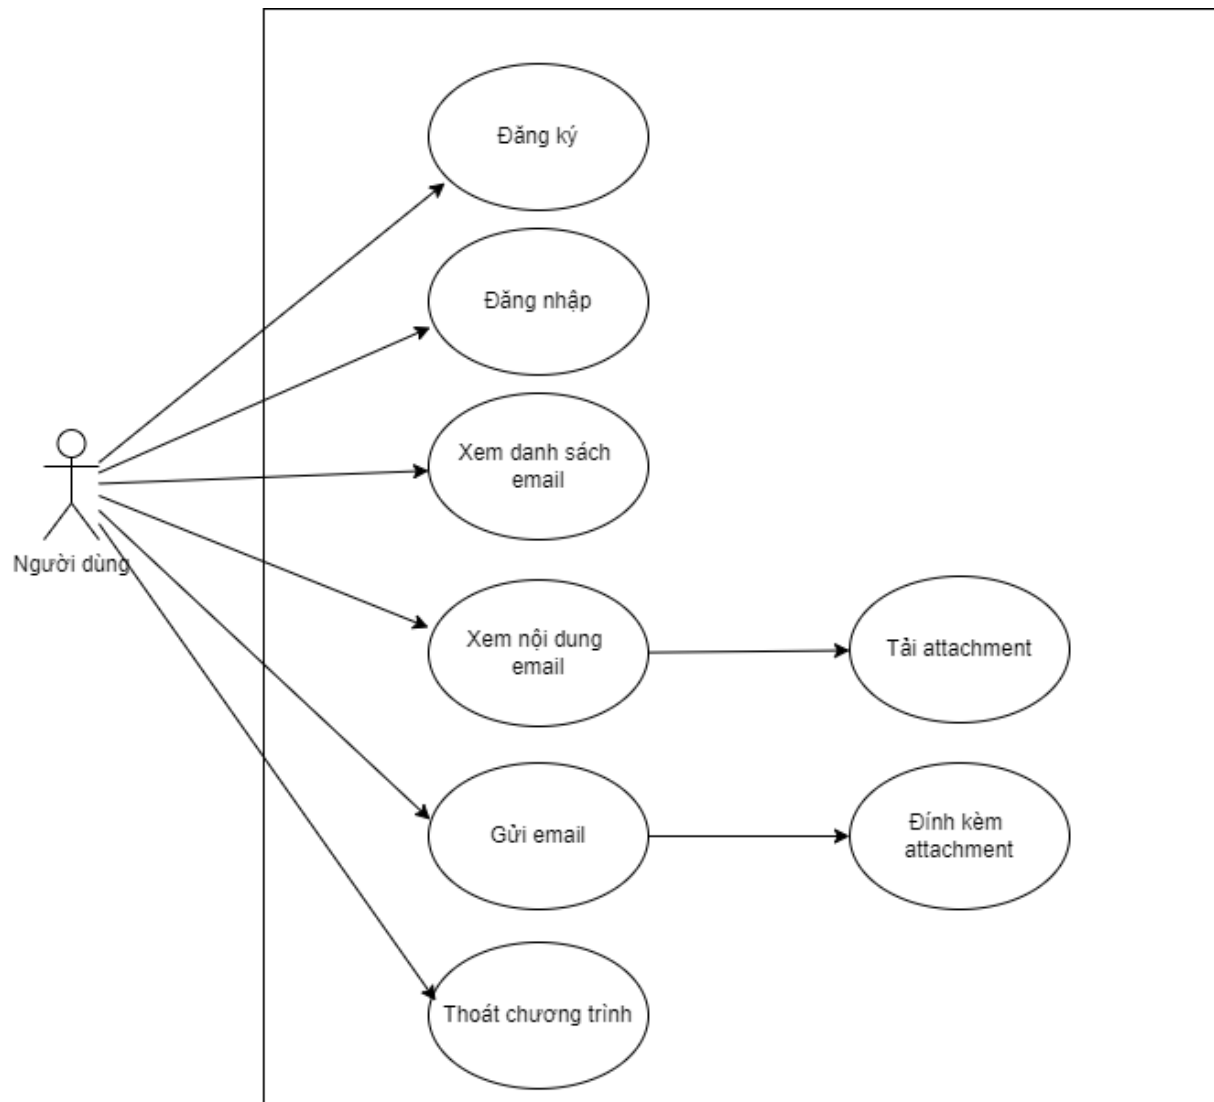 Đăng ký
Đăng nhập
Xem danh sách
email
Người dùng
Xem nội dung
email
Tải attachment
Gửi email
Đính kèm
attachment
Thoát chương trình